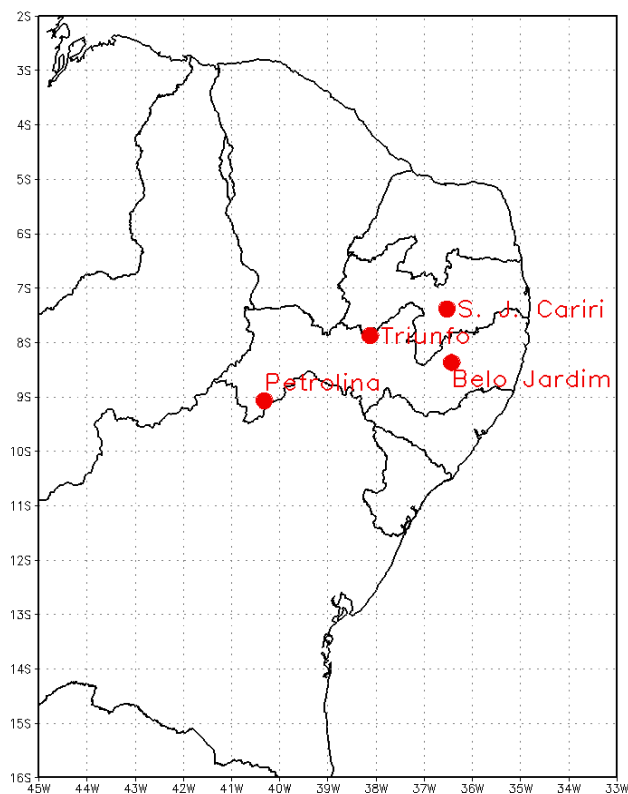 2S
3S
4S
5S
6S
7S
S. J. Cariri
Triunfo
8S
Belo Jardim
Petrolina
9S
10S
11S
12S
13S
14S
15S
16S
45W 44W 43W 42W 41W 40W 39W 38W 37W 36W 35W 34W 33W